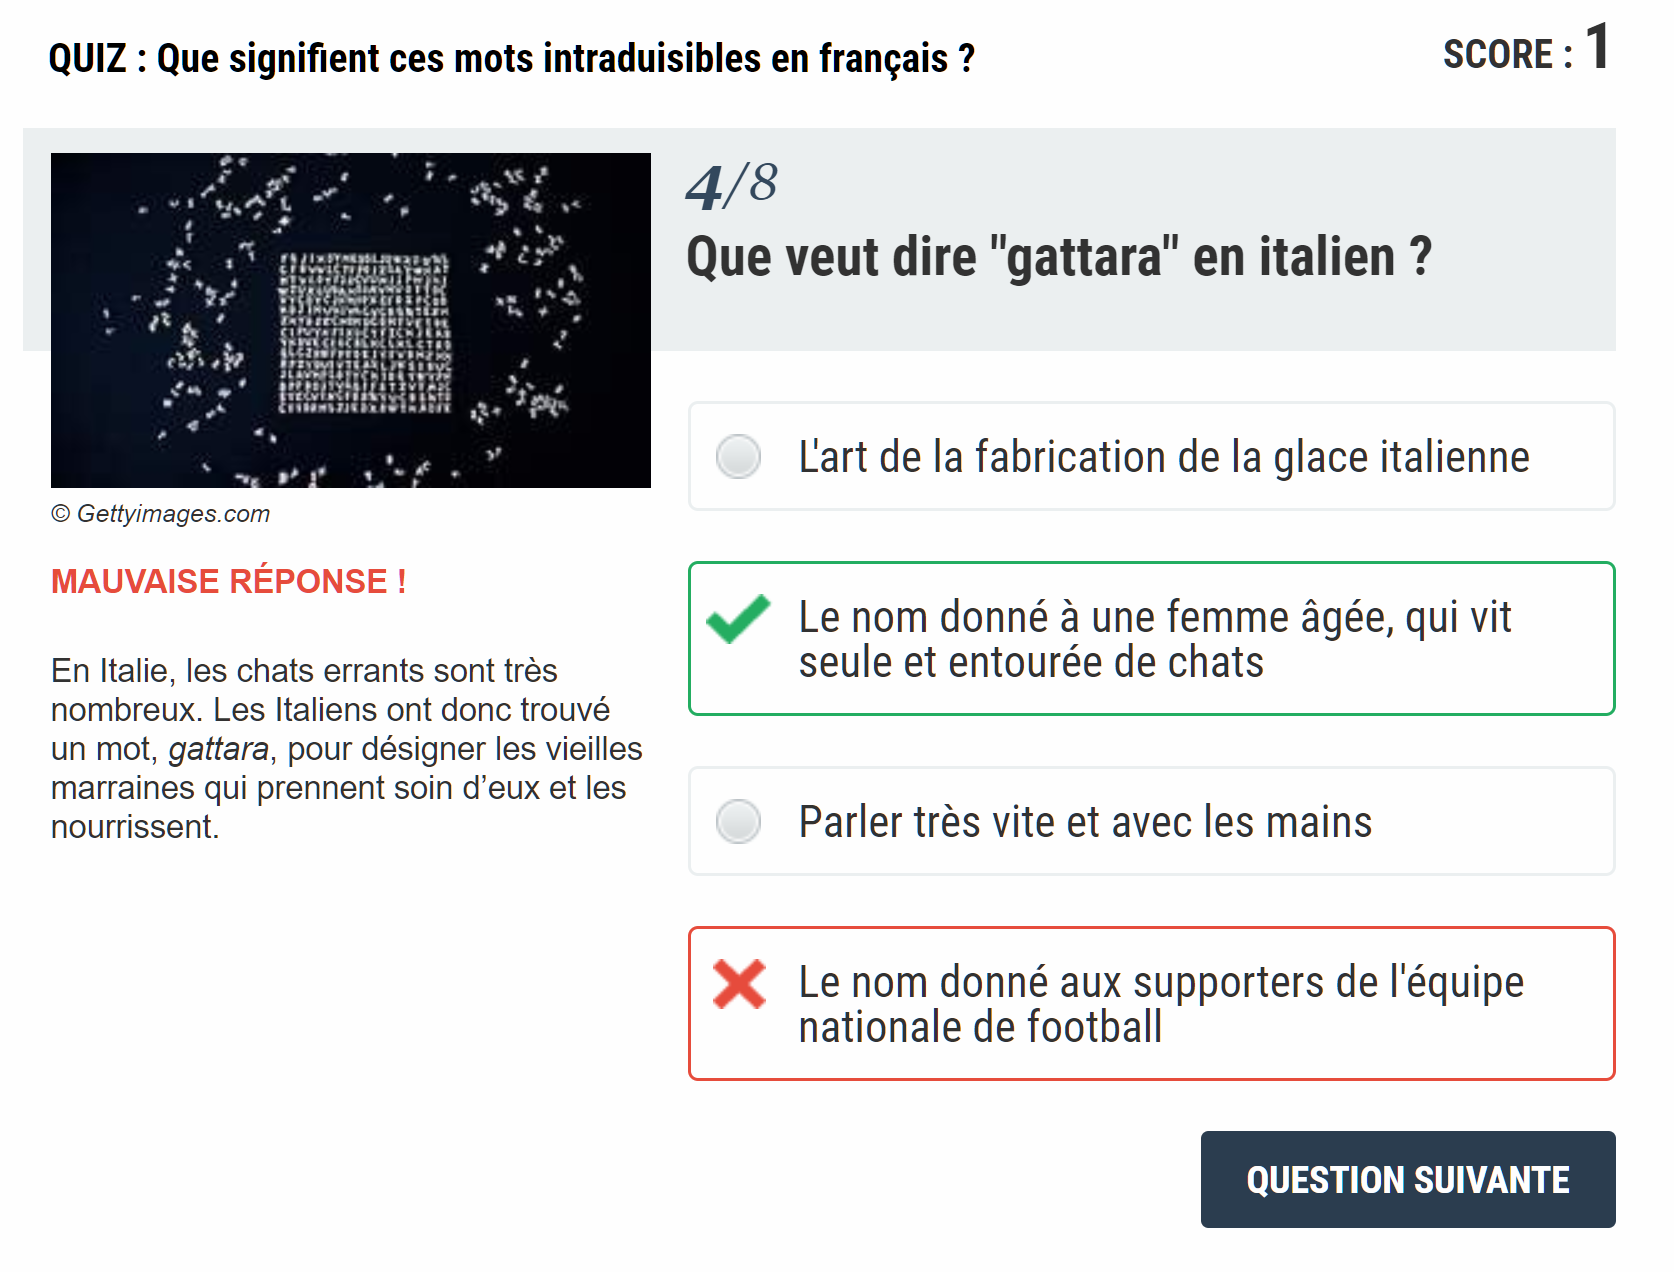 QUIZ : Que signifient ces mots intraduisibles en français ?
SCORE : 1
4/8
Que veut dire "gattara" en italien ?
© Gettyimages.com
MAUVAISE RÉPONSE !
En Italie, les chats errants sont très
nombreux. Les Italiens ont donc trouvé
un mot, gattara, pour désigner les vieilles
marraines qui prennent soin d’eux et les
nourrissent.
L'art de la fabrication de la glace italienne
Le nom donné à une femme âgée, qui vit
seule et entourée de chats
Parler très vite et avec les mains
Le nom donné aux supporters de l'équipe
nationale de football
QUESTION SUIVANTE